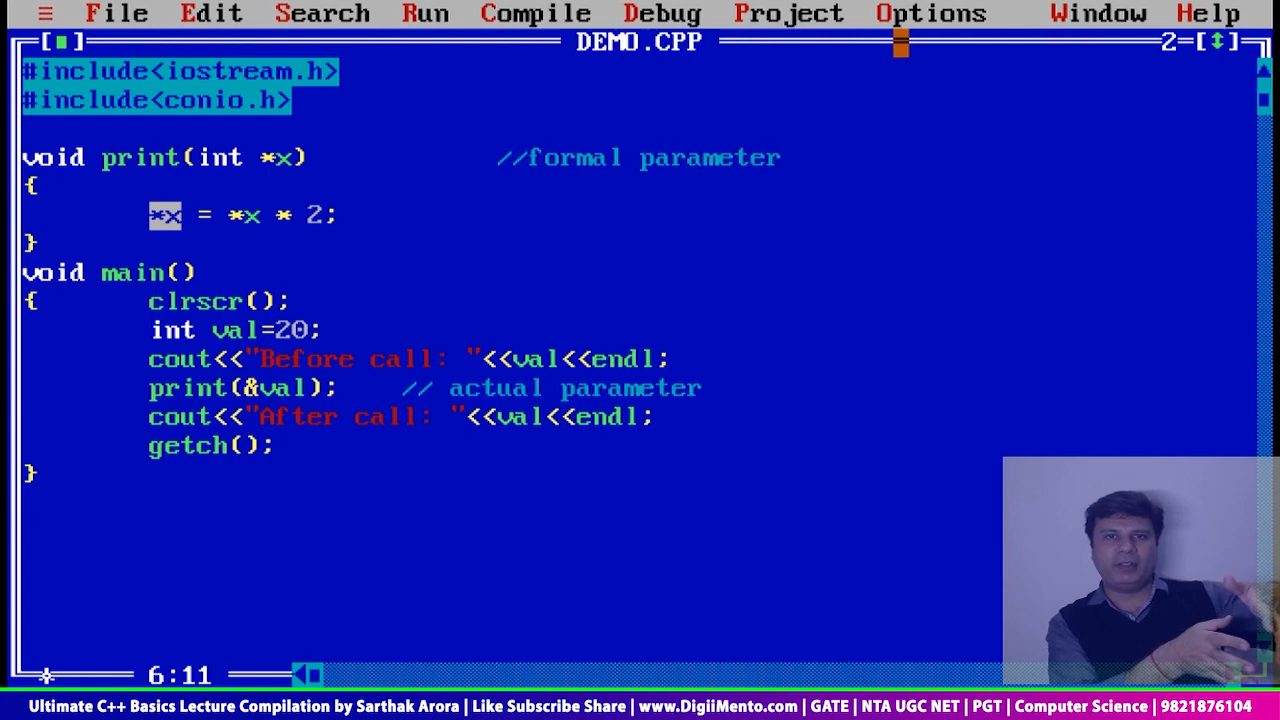 ≡ File Edit Search Run Compile Debug Project Options Window Help
[■] DEMO.CPP 2=[↕]
#include<iostream.h>
#include<conio.h>
void print(int *x) //formal parameter
{
*x = *x * 2;
}
void main()
{ clrscr();
int val=20;
cout<<"Before call: "<<val<<endl;
print(&val); // actual parameter
cout<<"After call: "<<val<<endl;
getch();
}
6:11
Ultimate C++ Basics Lecture Compilation by Sarthak Arora | Like Subscribe Share | www.DigiiMento.com | GATE | NTA UGC NET | PGT | Computer Science | 9821876104